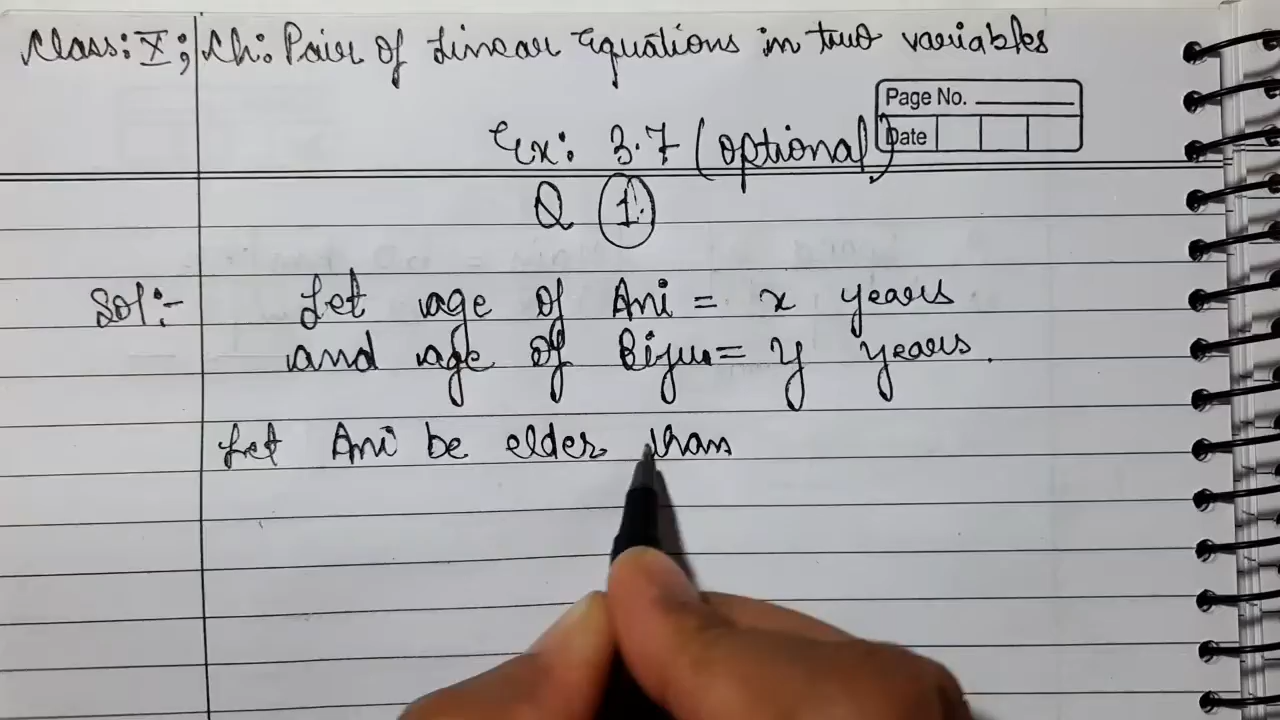 Class: X; Ch: Pair of Linear Equations in two variables
Page No.
Date
Ex: 3.7 (optional)
Q 1.
Sol:- Let age of Ani = x years
and age of Biju = y years.
Let Ani be elder than